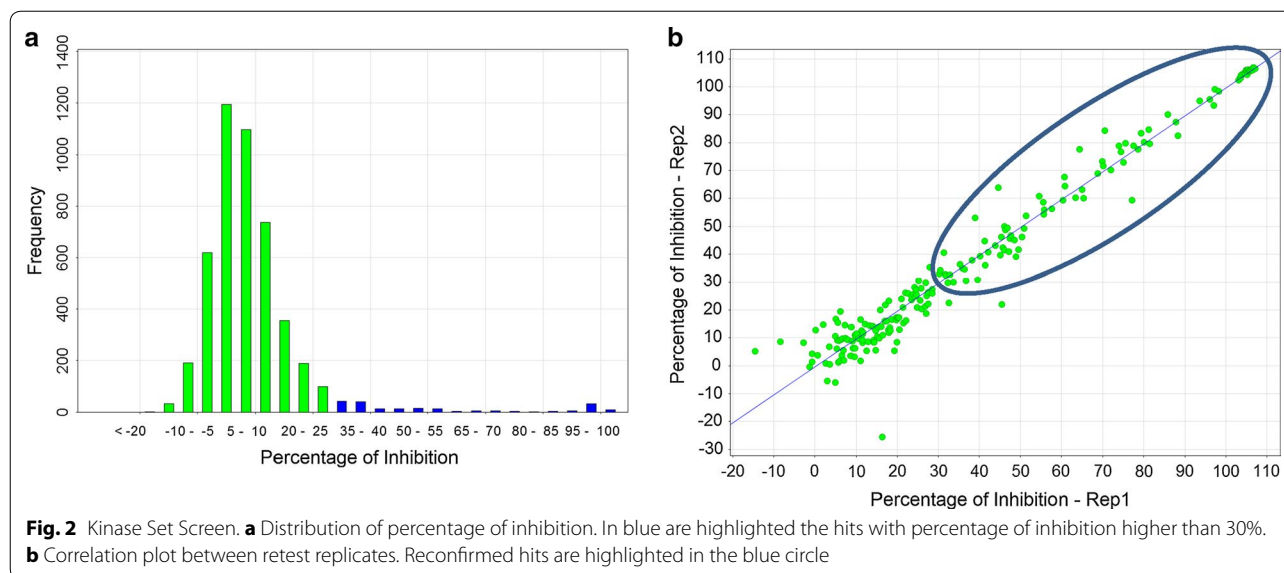 a
1400
1200
1000
800
600
400
200
0
Frequency
< -20 -10 - -5 5 - 10 20 - 25 35 - 40 50 - 55 65 - 70 80 - 85 95 - 100
Percentage of Inhibition
b
110
100
90
80
70
60
50
40
30
20
10
0
-10
-20
-30
Percentage of Inhibition - Rep2
-20 -10 0 10 20 30 40 50 60 70 80 90 100 110
Percentage of Inhibition - Rep1
Fig. 2 Kinase Set Screen. a Distribution of percentage of inhibition. In blue are highlighted the hits with percentage of inhibition higher than 30%.
b Correlation plot between retest replicates. Reconfirmed hits are highlighted in the blue circle